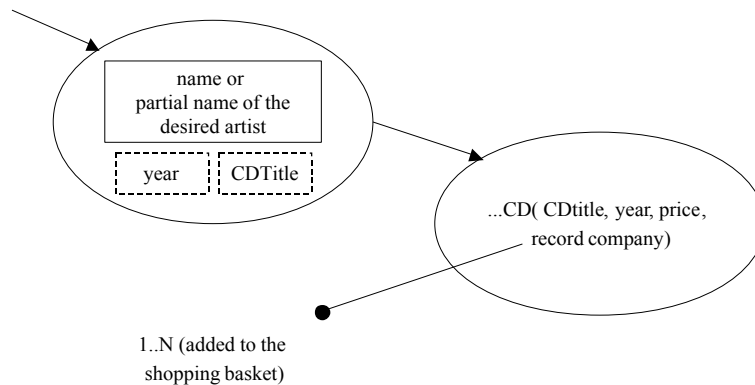 name or
partial name of the
desired artist
year
CDTitle
...CD( CDtitle, year, price,
record company)
1..N (added to the
shopping basket)